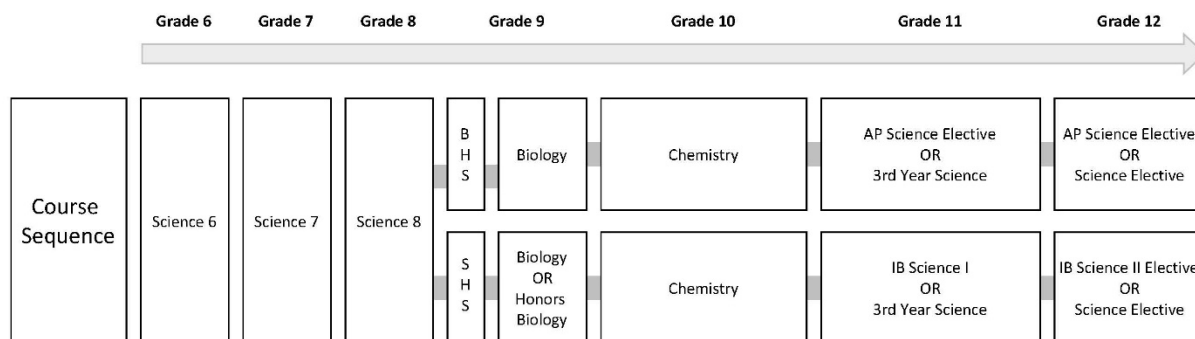 Grade 6 Grade 7 Grade 8 Grade 9 Grade 10 Grade 11 Grade 12
Course
Sequence
Science 6
Science 7
Science 8
B
H
S
Biology
Chemistry
AP Science Elective
OR
3rd Year Science
AP Science Elective
OR
Science Elective
S
H
S
Biology
OR
Honors
Biology
Chemistry
IB Science I
OR
3rd Year Science
IB Science II Elective
OR
Science Elective